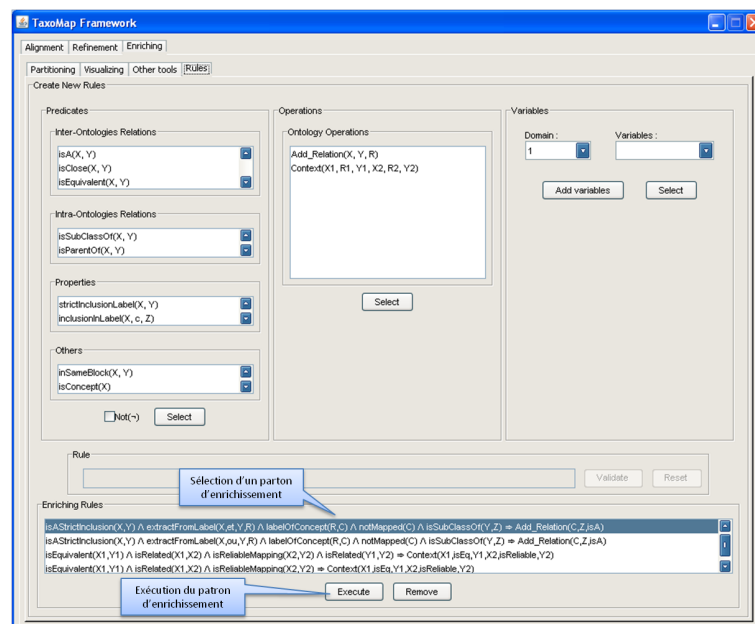 TaxoMap Framework
Alignment Refinement Enriching
Partitioning Visualizing Other tools Rules
Create New Rules
Predicates
Inter-Ontologies Relations
isA(X, Y)
isClose(X, Y)
isEquivalent(X, Y)
Intra-Ontologies Relations
isSubClassOf(X, Y)
isParentOf(X, Y)
Properties
strictInclusionLabel(X, Y)
inclusionInLabel(X, c, Z)
Others
inSameBlock(X, Y)
isConcept(X)
Not(¬) Select
Operations
Ontology Operations
Add_Relation(X, Y, R)
Context(X1, R1, Y1, X2, R2, Y2)
Select
Variables
Domain : Variables :
1
Add variables Select
Rule
Validate Reset
Sélection d'un parton
d'enrichissement
Enriching Rules
isAStrictInclusion(X,Y) Λ extractFromLabel(X,et,Y,R) Λ labelOfConcept(R,C) Λ notMapped(C) Λ isSubClassOf(Y,Z) ⇒ Add_Relation(C,Z,isA)
isAStrictInclusion(X,Y) Λ extractFromLabel(X,ou,Y,R) Λ labelOfConcept(R,C) Λ notMapped(C) Λ isSubClassOf(Y,Z) ⇒ Add_Relation(C,Z,isA)
isEquivalent(X1,Y1) Λ isRelated(X1,X2) Λ isReliableMapping(X2,Y2) Λ isRelated(Y1,Y2) ⇒ Context(X1,isEq,Y1,X2,isReliable,Y2)
isEquivalent(X1,Y1) Λ isRelated(X1,X2) Λ isReliableMapping(X2,Y2) ⇒ Context(X1,isEq,Y1,X2,isReliable,Y2)
Exécution du patron
d'enrichissement
Execute Remove